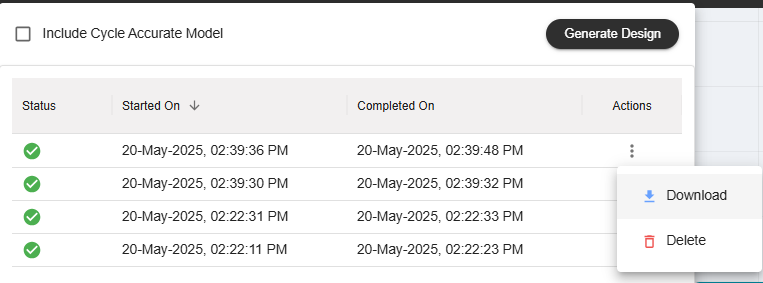 Include Cycle Accurate Model
Generate Design
Status Started On Completed On Actions
20-May-2025, 02:39:36 PM 20-May-2025, 02:39:48 PM
20-May-2025, 02:39:30 PM 20-May-2025, 02:39:32 PM
Download
20-May-2025, 02:22:31 PM 20-May-2025, 02:22:33 PM
Delete
20-May-2025, 02:22:11 PM 20-May-2025, 02:22:23 PM